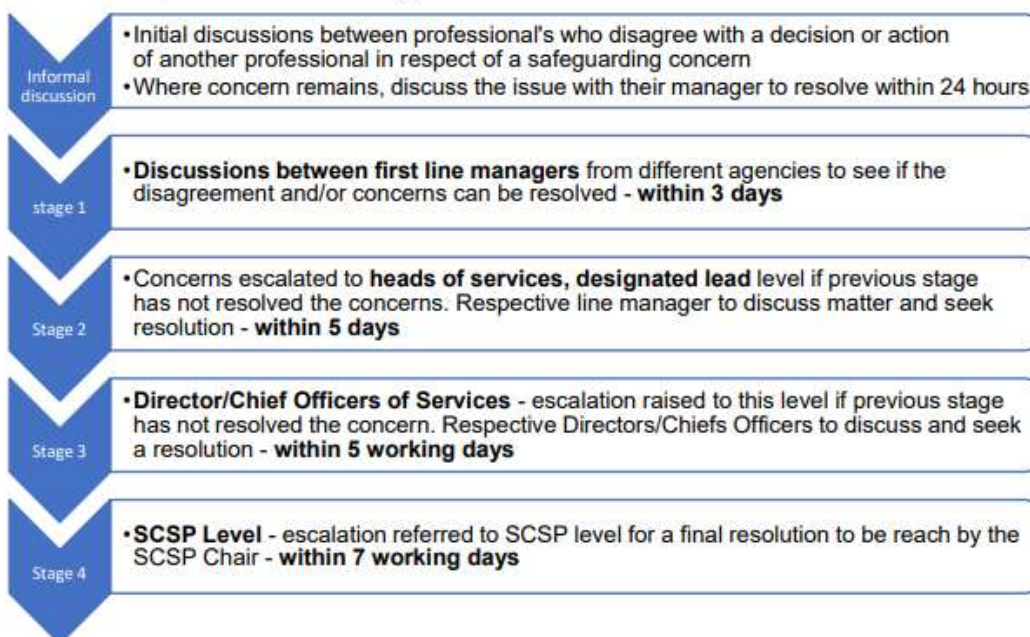 Informal
discussion
•Initial discussions between professional's who disagree with a decision or action
of another professional in respect of a safeguarding concern
•Where concern remains, discuss the issue with their manager to resolve within 24 hours
stage 1
•Discussions between first line managers from different agencies to see if the
disagreement and/or concerns can be resolved - within 3 days
Stage 2
•Concerns escalated to heads of services, designated lead level if previous stage
has not resolved the concerns. Respective line manager to discuss matter and seek
resolution - within 5 days
Stage 3
•Director/Chief Officers of Services - escalation raised to this level if previous stage
has not resolved the concern. Respective Directors/Chiefs Officers to discuss and seek
a resolution - within 5 working days
Stage 4
•SCSP Level - escalation referred to SCSP level for a final resolution to be reach by the
SCSP Chair - within 7 working days